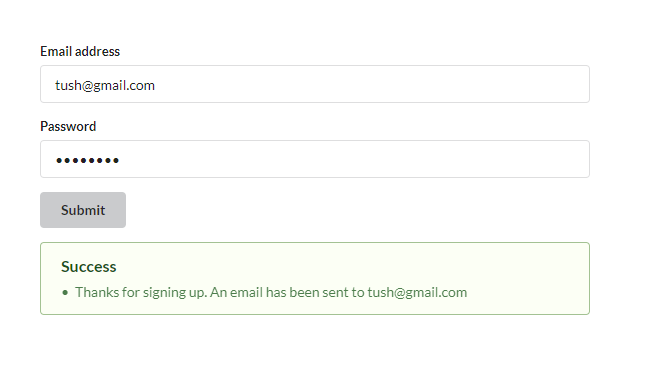 Email address
tush@gmail.com
Password
••••••••
Submit
Success
• Thanks for signing up. An email has been sent to tush@gmail.com